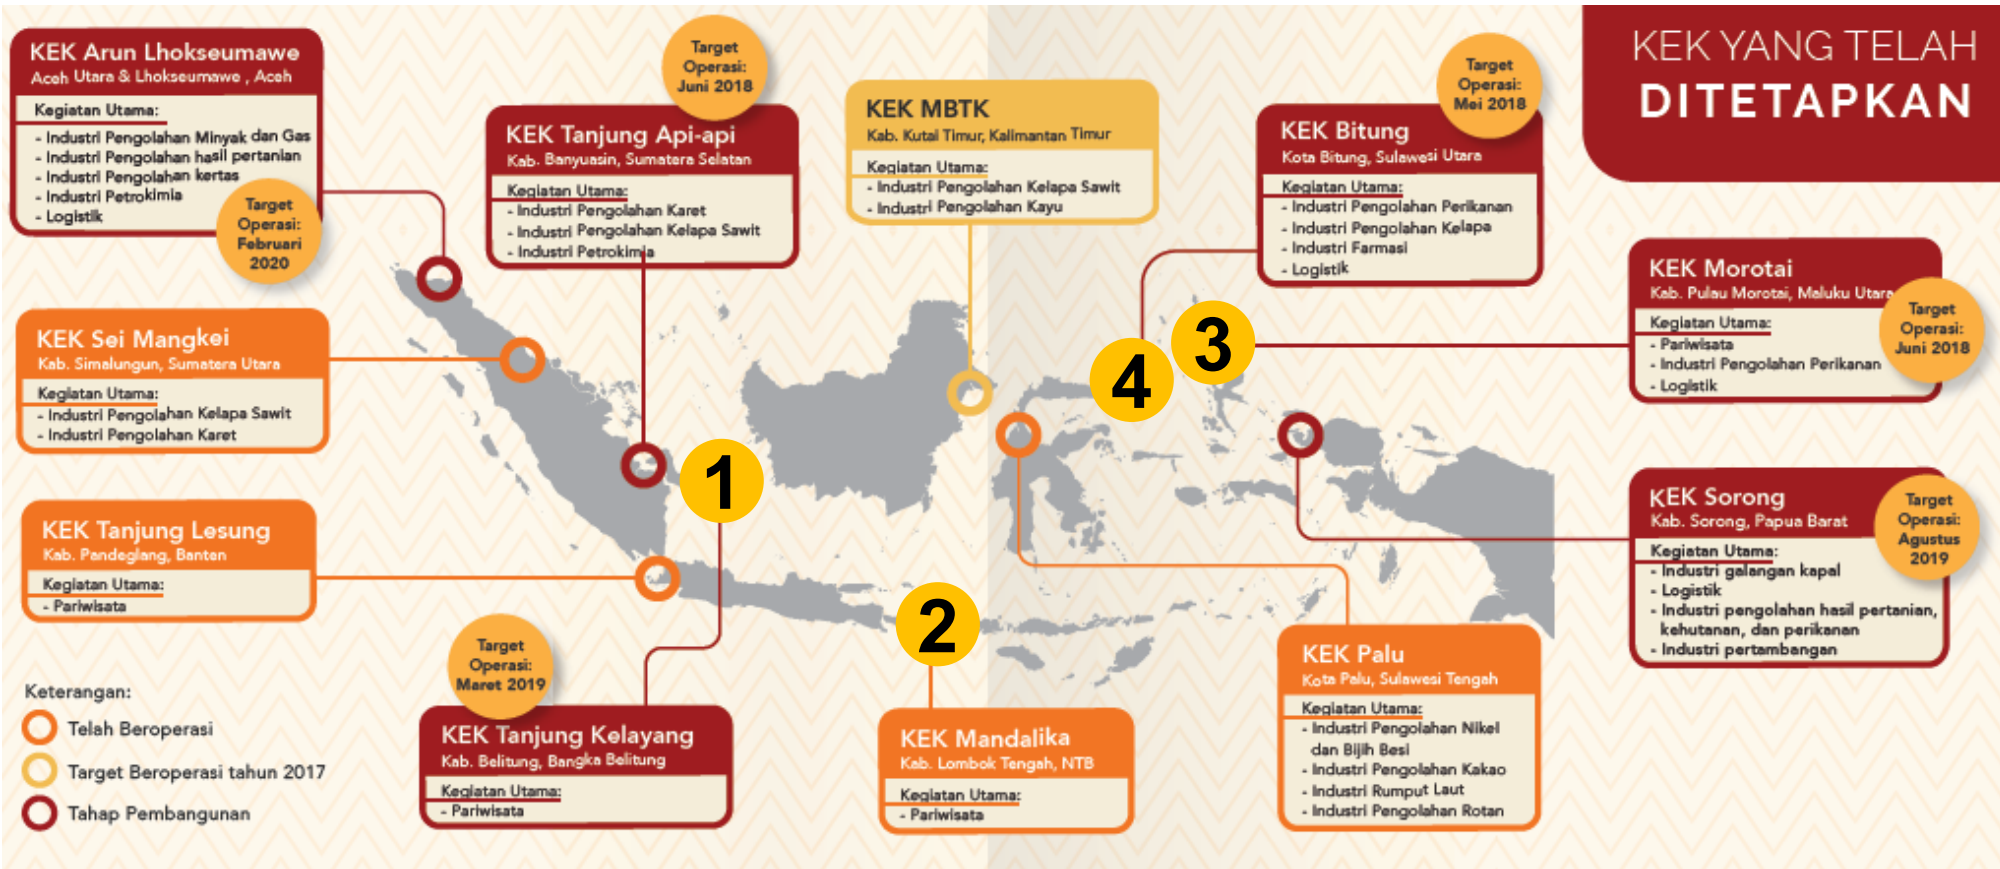 KEK YANG TELAH
DITETAPKAN
KEK Arun Lhokseumawe
Aceh Utara & Lhokseumawe , Aceh
Kegiatan Utama:
- Industri Pengolahan Minyak dan Gas
- Industri Pengolahan hasil pertanian
- Industri Pengolahan kertas
- Industri Petrokimia
- Logistik
Target
Operasi:
Februari
2020
KEK Tanjung Api-api
Kab. Banyuasin, Sumatera Selatan
Kegiatan Utama:
- Industri Pengolahan Karet
- Industri Pengolahan Kelapa Sawit
- Industri Petrokimia
Target
Operasi:
Juni 2018
KEK MBTK
Kab. Kutai Timur, Kalimantan Timur
Kegiatan Utama:
- Industri Pengolahan Kelapa Sawit
- Industri Pengolahan Kayu
KEK Bitung
Kota Bitung, Sulawesi Utara
Kegiatan Utama:
- Industri Pengolahan Perikanan
- Industri Pengolahan Kelapa
- Industri Farmasi
- Logistik
Target
Operasi:
Mei 2018
KEK Morotai
Kab. Pulau Morotai, Maluku Utara
Kegiatan Utama:
- Pariwisata
- Industri Pengolahan Perikanan
- Logistik
Target
Operasi:
Juni 2018
KEK Sei Mangkei
Kab. Simalungun, Sumatera Utara
Kegiatan Utama:
- Industri Pengolahan Kelapa Sawit
- Industri Pengolahan Karet
3
4
1
2
KEK Tanjung Lesung
Kab. Pandeglang, Banten
Kegiatan Utama:
- Pariwisata
KEK Sorong
Kab. Sorong, Papua Barat
Kegiatan Utama:
- Industri galangan kapal
- Logistik
- Industri pengolahan hasil pertanian,
kehutanan, dan perikanan
- Industri pertambangan
Target
Operasi:
Agustus
2019
Keterangan:
Telah Beroperasi
Target Beroperasi tahun 2017
Tahap Pembangunan
Target
Operasi:
Maret 2019
KEK Tanjung Kelayang
Kab. Belitung, Bangka Belitung
Kegiatan Utama:
- Pariwisata
KEK Mandalika
Kab. Lombok Tengah, NTB
Kegiatan Utama:
- Pariwisata
KEK Palu
Kota Palu, Sulawesi Tengah
Kegiatan Utama:
- Industri Pengolahan Nikel
dan Bijih Besi
- Industri Pengolahan Kakao
- Industri Rumput Laut
- Industri Pengolahan Rotan